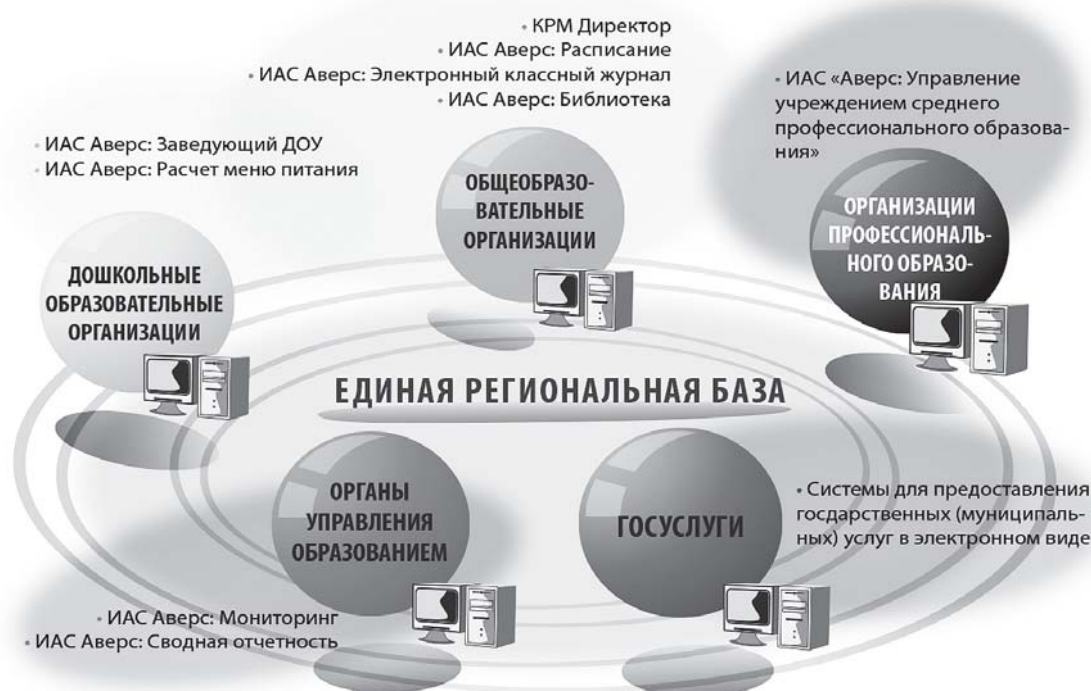 • КРМ Директор
• ИАС Аверс: Расписание
• ИАС Аверс: Электронный классный журнал
• ИАС Аверс: Библиотека
• ИАС «Аверс: Управление
учреждением среднего
профессионального образова-
ния»
• ИАС Аверс: Заведующий ДОУ
• ИАС Аверс: Расчет меню питания
ОБЩЕОБРАЗО-
ВАТЕЛЬНЫЕ
ОРГАНИЗАЦИИ
ОРГАНИЗАЦИИ
ПРОФЕССИОНАЛЬ-
НОГО ОБРАЗО-
ВАНИЯ
ДОШКОЛЬНЫЕ
ОБРАЗОВАТЕЛЬНЫЕ
ОРГАНИЗАЦИИ
ЕДИНАЯ РЕГИОНАЛЬНАЯ БАЗА
ОРГАНЫ
УПРАВЛЕНИЯ
ОБРАЗОВАНИЕМ
ГОСУСЛУГИ
• Системы для предоставления
госдарственных (муниципаль-
ных) услуг в электронном виде
• ИАС Аверс: Мониторинг
• ИАС Аверс: Сводная отчетность